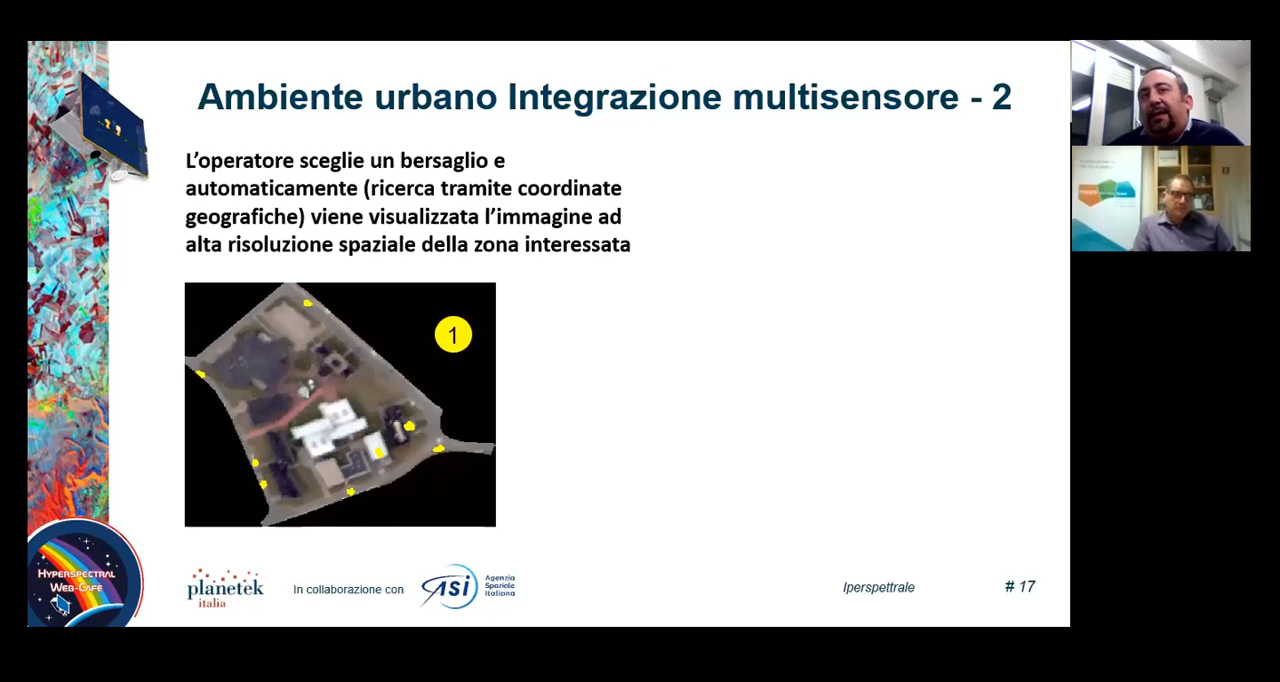 Ambiente urbano Integrazione multisensore - 2
L'operatore sceglie un bersaglio e
automaticamente (ricerca tramite coordinate
geografiche) viene visualizzata l'immagine ad
alta risoluzione spaziale della zona interessata
1
HYPERSPECTRAL
WEB-CAFÈ
planetek
italia
In collaborazione con
ASI
Agenzia
Spaziale
Italiana
Iperspettrale
# 17